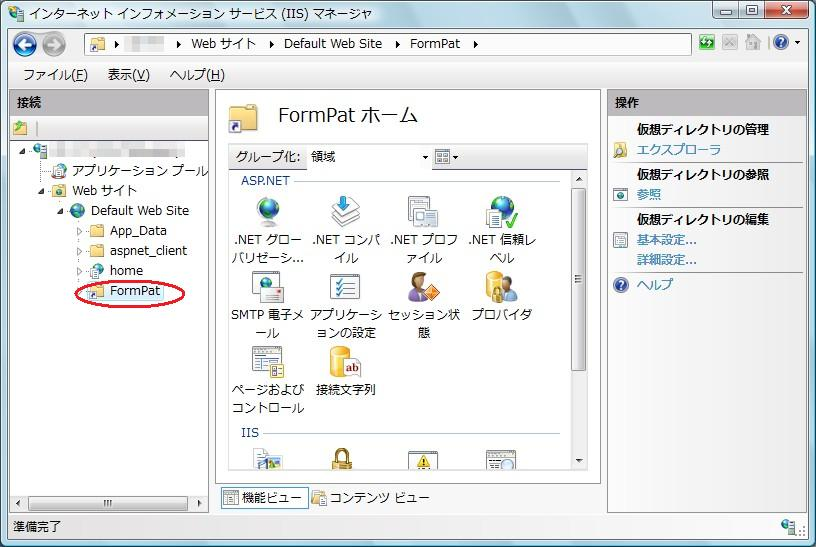 インターネット インフォメーション サービス (IIS) マネージャ
Web サイト
Default Web Site
FormPat
ファイル(F)
表示(V)
ヘルプ(H)
接続
アプリケーション プール
Web サイト
Default Web Site
App_Data
aspnet_client
home
FormPat
FormPat ホーム
グループ化:
領域
ASP.NET
.NET グロー
バリゼーシ...
.NET コンパ
イル
.NET プロフ
ァイル
.NET 信頼レ
ベル
SMTP 電子メ
ール
アプリケーシ
ョンの設定
セッション状
態
プロバイダ
ページおよび
コントロール
接続文字列
IIS
機能ビュー
コンテンツ ビュー
操作
仮想ディレクトリの管理
エクスプローラ
仮想ディレクトリの参照
参照
仮想ディレクトリの編集
基本設定...
詳細設定...
ヘルプ
準備完了